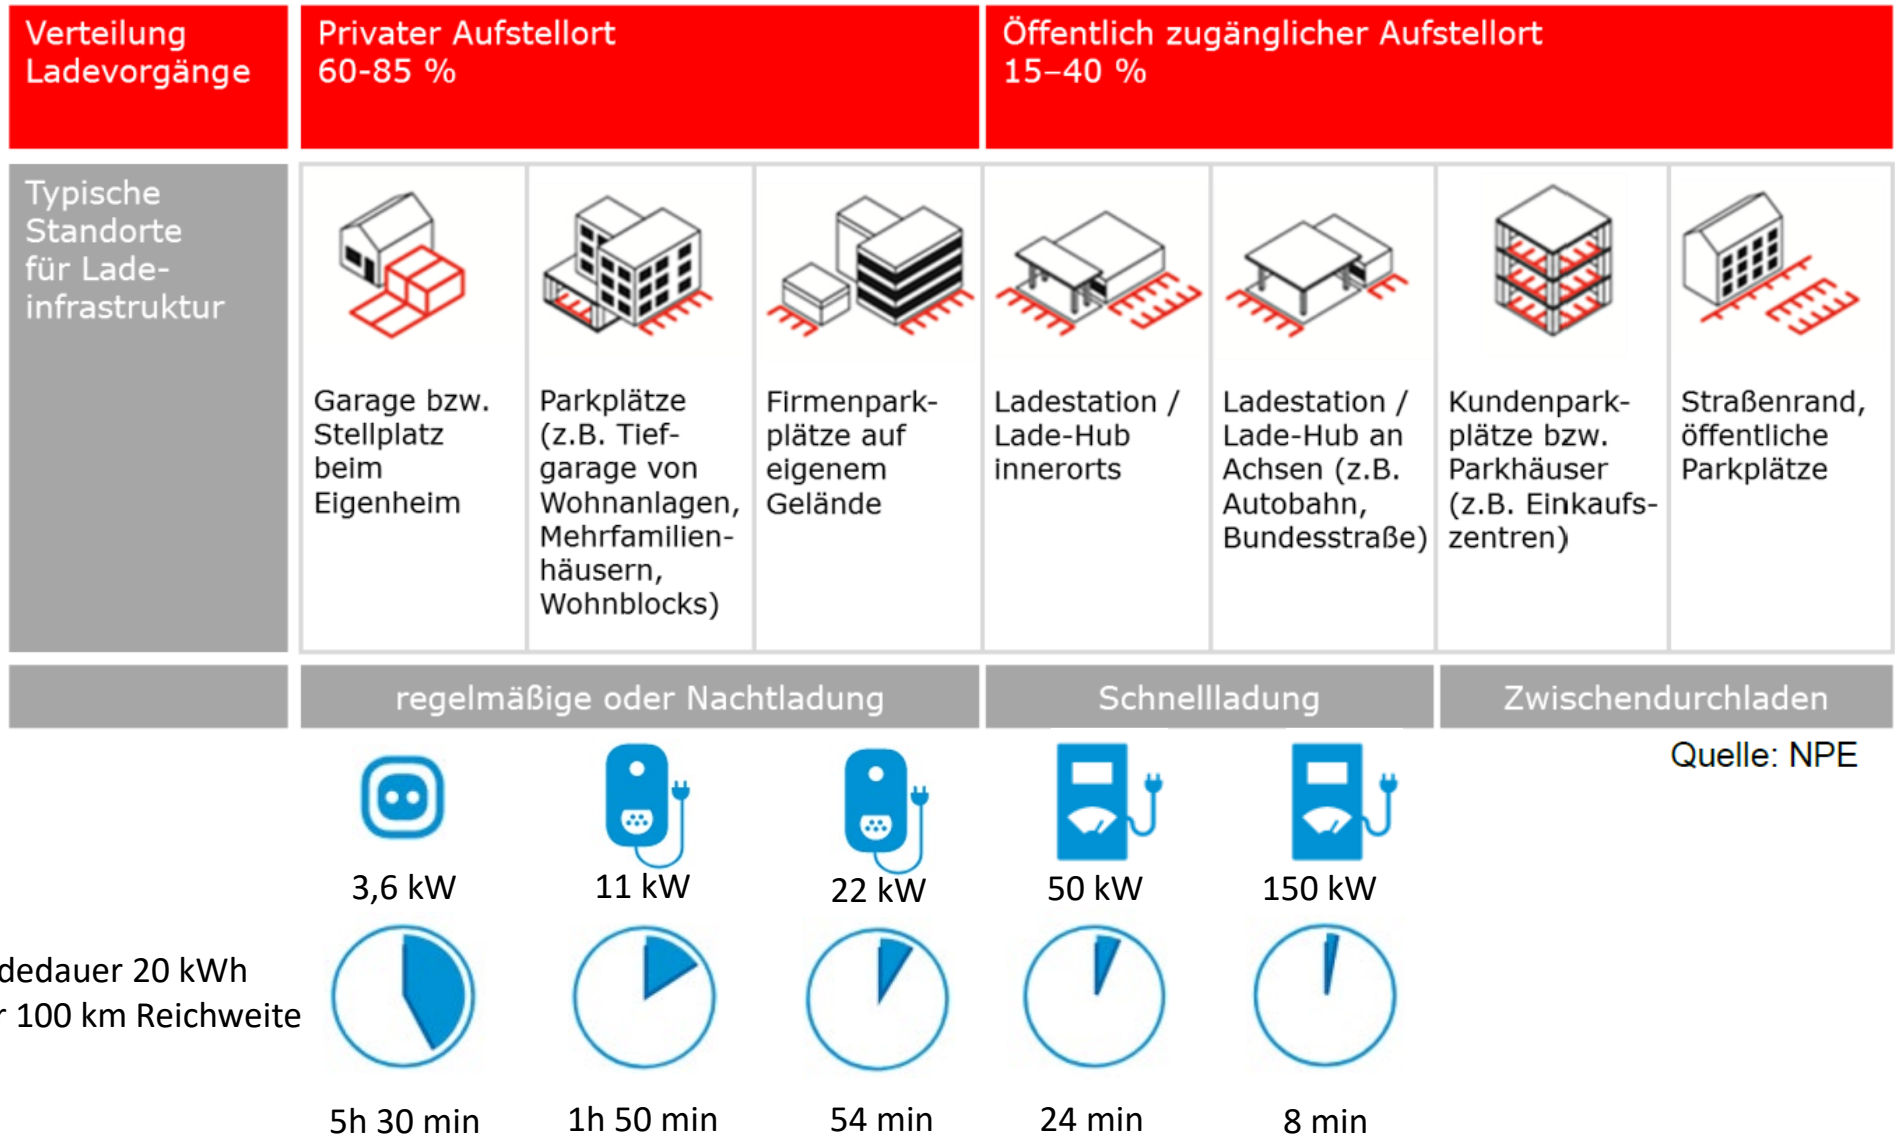 Verteilung
Ladevorgänge
Privater Aufstellort
60-85 %
Öffentlich zugänglicher Aufstellort
15–40 %
Typische
Standorte
für Lade-
infrastruktur
Garage bzw.
Stellplatz
beim
Eigenheim
Parkplätze
(z.B. Tief-
garage von
Wohnanlagen,
Mehrfamilien-
häusern,
Wohnblocks)
Firmenpark-
plätze auf
eigenem
Gelände
Ladestation /
Lade-Hub
innerorts
Ladestation /
Lade-Hub an
Achsen (z.B.
Autobahn,
Bundesstraße)
Kundenpark-
plätze bzw.
Parkhäuser
(z.B. Einkaufs-
zentren)
Straßenrand,
öffentliche
Parkplätze
regelmäßige oder Nachtladung
Schnellladung
Zwischendurchladen
Quelle: NPE
3,6 kW
11 kW
22 kW
50 kW
150 kW
dedauer 20 kWh
r 100 km Reichweite
5h 30 min
1h 50 min
54 min
24 min
8 min